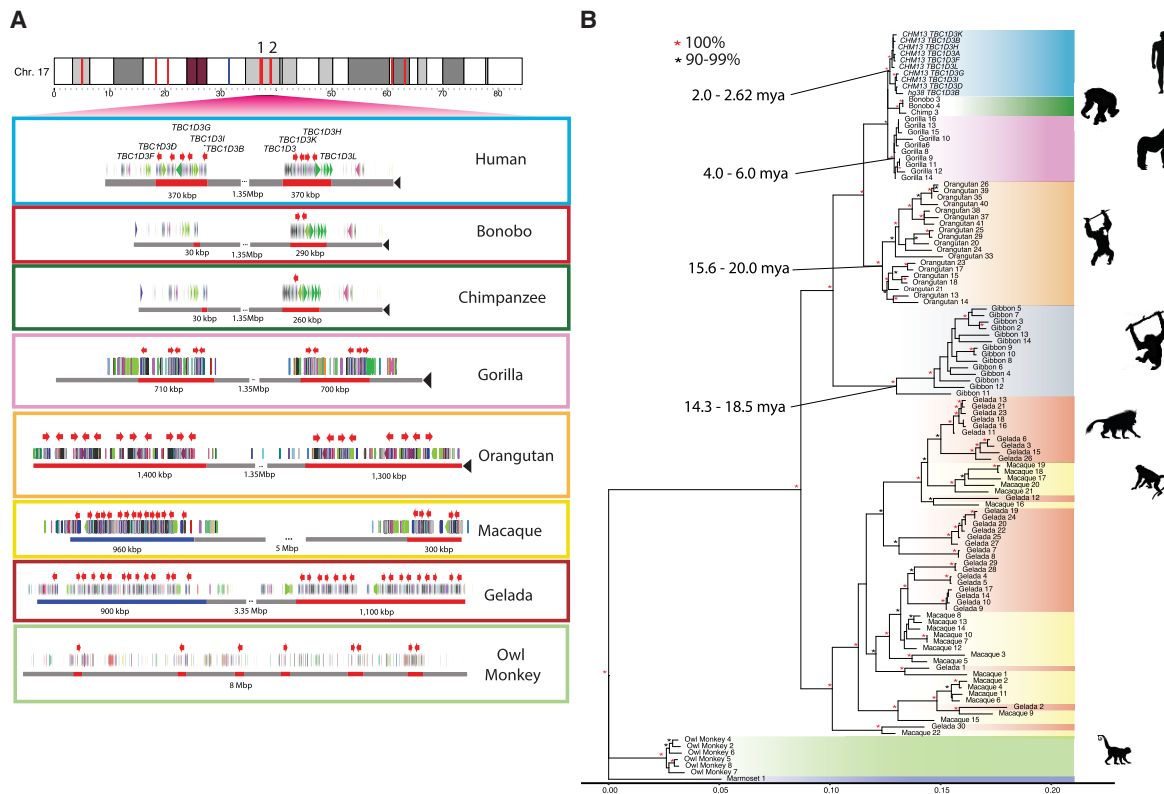 A
1 2
Chr. 17
0 10 20 30 40 50 60 70 80
TBC1D3G
TBC1D3H
TBC1D3I
TBC1D3K
TBC1D3D
TBC1D3B
TBC1D3
TBC1D3F
TBC1D3L
Human
370 kbp
1.35Mbp
370 kbp
Bonobo
30 kbp
1.35Mbp
290 kbp
Chimpanzee
30 kbp
1.35Mbp
260 kbp
Gorilla
710 kbp
1.35Mbp
700 kbp
Orangutan
1,400 kbp
1.35Mbp
1,300 kbp
Macaque
960 kbp
5 Mbp
300 kbp
Gelada
900 kbp
3.35 Mbp
1,100 kbp
Owl
Monkey
8 Mbp
B
* 100%
* 90-99%
2.0 - 2.62 mya
4.0 - 6.0 mya
15.6 - 20.0 mya
14.3 - 18.5 mya
CHM13 TBC1D3K
CHM13 TBC1D3B
CHM13 TBC1D3H
CHM13 TBC1D3A
CHM13 TBC1D3F
CHM13 TBC1D3L
CHM13 TBC1D3G
CHM13 TBC1D3I
CHM13 TBC1D3D
hg38 TBC1D3B
Bonobo 3
Bonobo 4
Chimp 3
Gorilla 16
Gorilla 13
Gorilla 15
Gorilla 10
Gorilla6
Gorilla 8
Gorilla 9
Gorilla 11
Gorilla 12
Gorilla 14
Orangutan 26
Orangutan 39
Orangutan 35
Orangutan 40
Orangutan 38
Orangutan 37
Orangutan 41
Orangutan 25
Orangutan 29
Orangutan 20
Orangutan 24
Orangutan 33
Orangutan 23
Orangutan 17
Orangutan 15
Orangutan 18
Orangutan 21
Orangutan 13
Orangutan 14
Gibbon 5
Gibbon 7
Gibbon 3
Gibbon 2
Gibbon 13
Gibbon 14
Gibbon 9
Gibbon 10
Gibbon 8
Gibbon 6
Gibbon 4
Gibbon 1
Gibbon 12
Gibbon 11
Gelada 13
Gelada 21
Gelada 23
Gelada 18
Gelada 16
Gelada 11
Gelada 6
Gelada 3
Gelada 15
Gelada 26
Macaque 19
Macaque 18
Macaque 17
Macaque 20
Macaque 21
Gelada 12
Macaque 16
Gelada 19
Gelada 24
Gelada 20
Gelada 22
Gelada 25
Gelada 27
Gelada 7
Gelada 8
Gelada 29
Gelada 28
Gelada 4
Gelada 5
Gelada 17
Gelada 14
Gelada 10
Gelada 9
Macaque 8
Macaque 13
Macaque 14
Macaque 10
Macaque 7
Macaque 12
Macaque 3
Macaque 5
Gelada 1
Macaque 1
Macaque 2
Macaque 4
Macaque 11
Macaque 6
Gelada 2
Macaque 9
Macaque 15
Gelada 30
Macaque 22
Owl Monkey 4
Owl Monkey 2
Owl Monkey 6
Owl Monkey 5
Owl Monkey 8
Owl Monkey 7
Marmoset 1
0.00 0.05 0.10 0.15 0.20